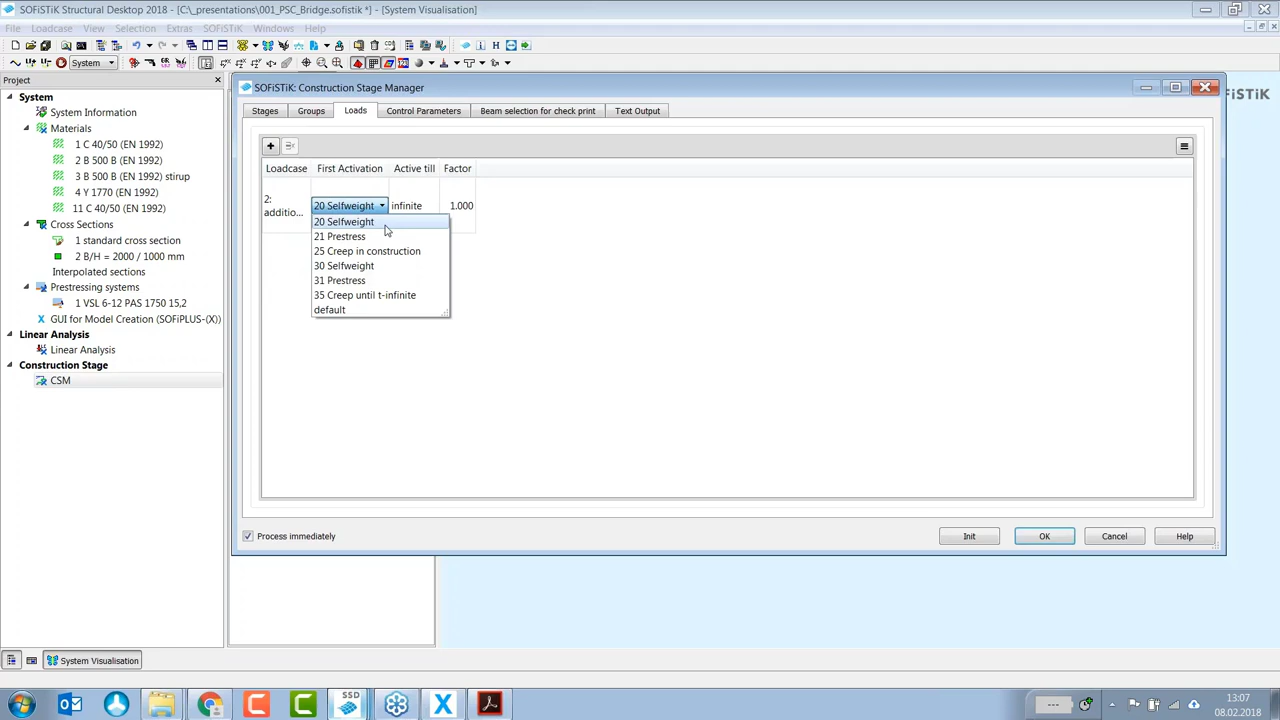 SOFiSTiK Structural Desktop 2018 - [C:\_presentations\001_PSC_Bridge.sofistik *] - [System Visualisation]
File Loadcase View Selection Extras SOFiSTiK Windows Help
System
Project
System
System Information
Materials
1 C 40/50 (EN 1992)
2 B 500 B (EN 1992)
3 B 500 B (EN 1992) stirup
4 Y 1770 (EN 1992)
11 C 40/50 (EN 1992)
Cross Sections
1 standard cross section
2 B/H = 2000 / 1000 mm
Interpolated sections
Prestressing systems
1 VSL 6-12 PAS 1750 15,2
GUI for Model Creation (SOFiPLUS-(X))
Linear Analysis
Linear Analysis
Construction Stage
CSM
SOFiSTiK: Construction Stage Manager
Stages Groups Loads Control Parameters Beam selection for check print Text Output
Loadcase First Activation Active till Factor
2:
additio... 20 Selfweight infinite 1.000
20 Selfweight
21 Prestress
25 Creep in construction
30 Selfweight
31 Prestress
35 Creep until t-infinite
default
Process immediately
Init OK Cancel Help
System Visualisation
SSD
13:07
08.02.2018